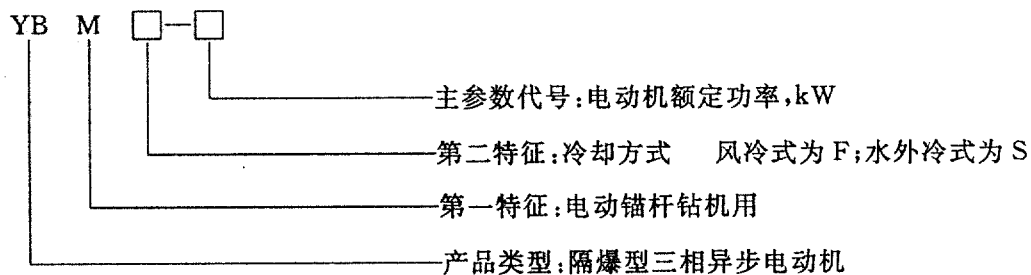 YB M □-□
主参数代号:电动机额定功率,kW
第二特征:冷却方式 风冷式为F;水外冷式为S
第一特征:电动锚杆钻机用
产品类型:隔爆型三相异步电动机